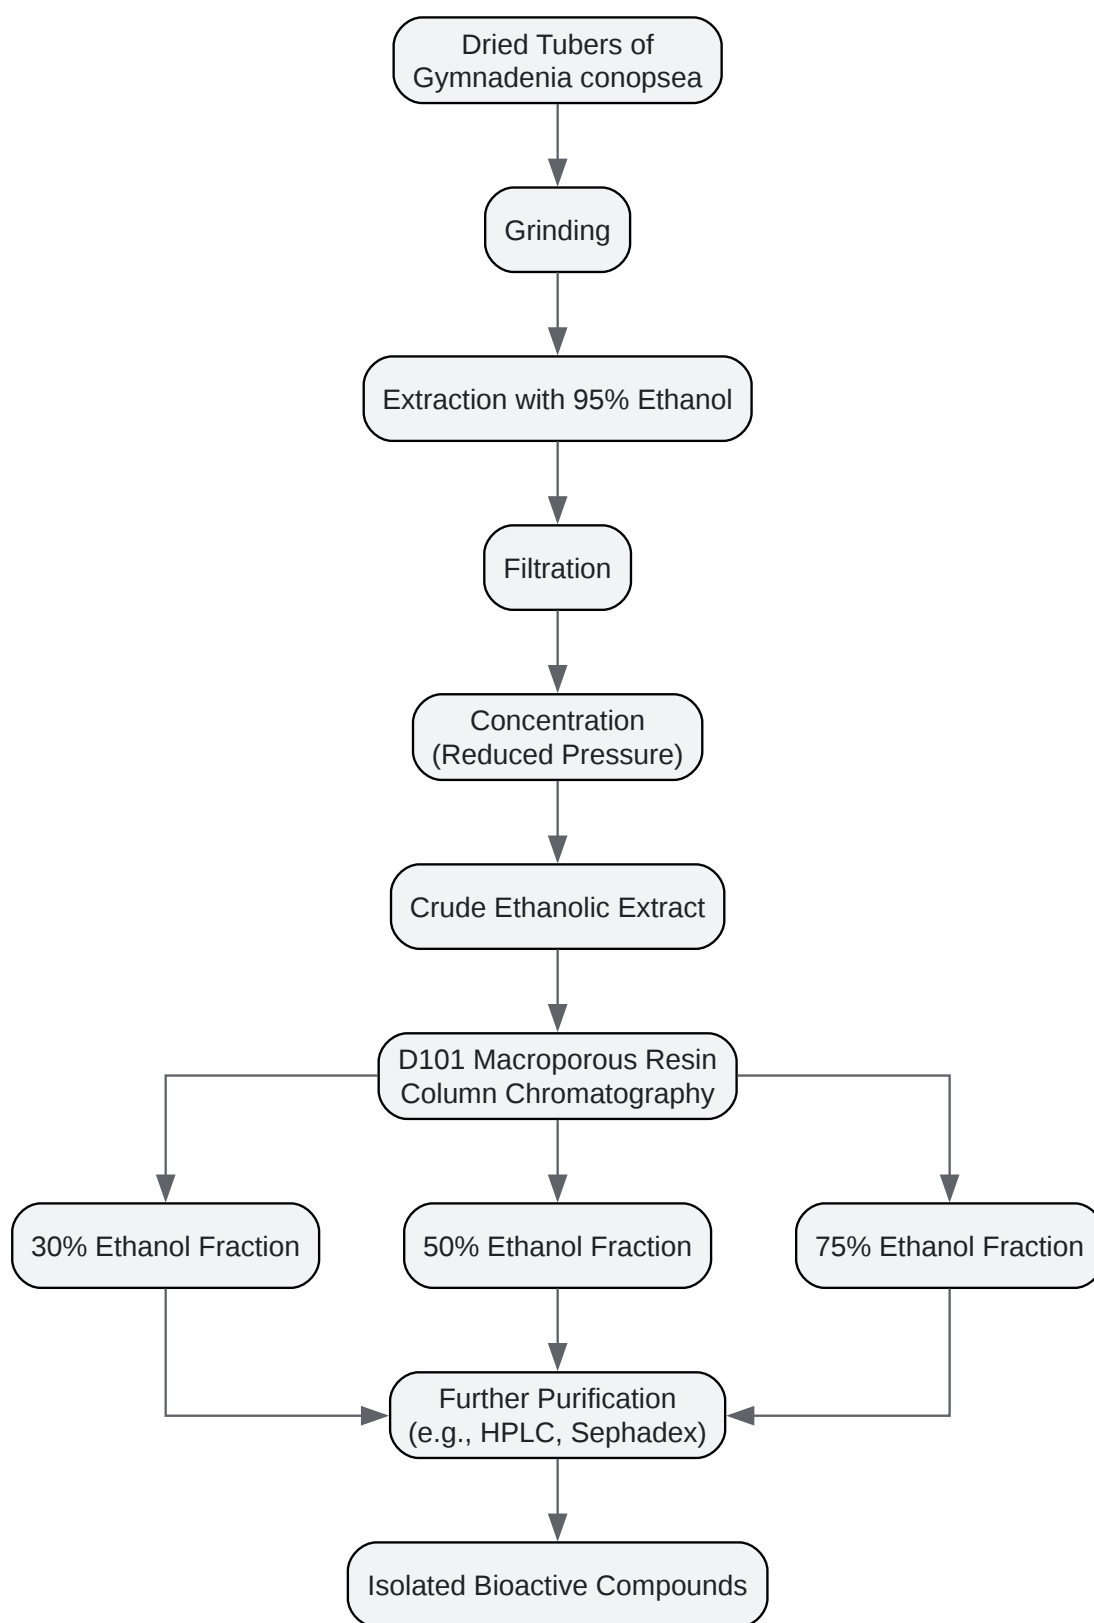 Dried Tubers of
Gymnadenia conopsea
Grinding
Extraction with 95% Ethanol
Filtration
Concentration
(Reduced Pressure)
Crude Ethanolic Extract
D101 Macroporous Resin
Column Chromatography
30% Ethanol Fraction
50% Ethanol Fraction
75% Ethanol Fraction
Further Purification
(e.g., HPLC, Sephadex)
Isolated Bioactive Compounds